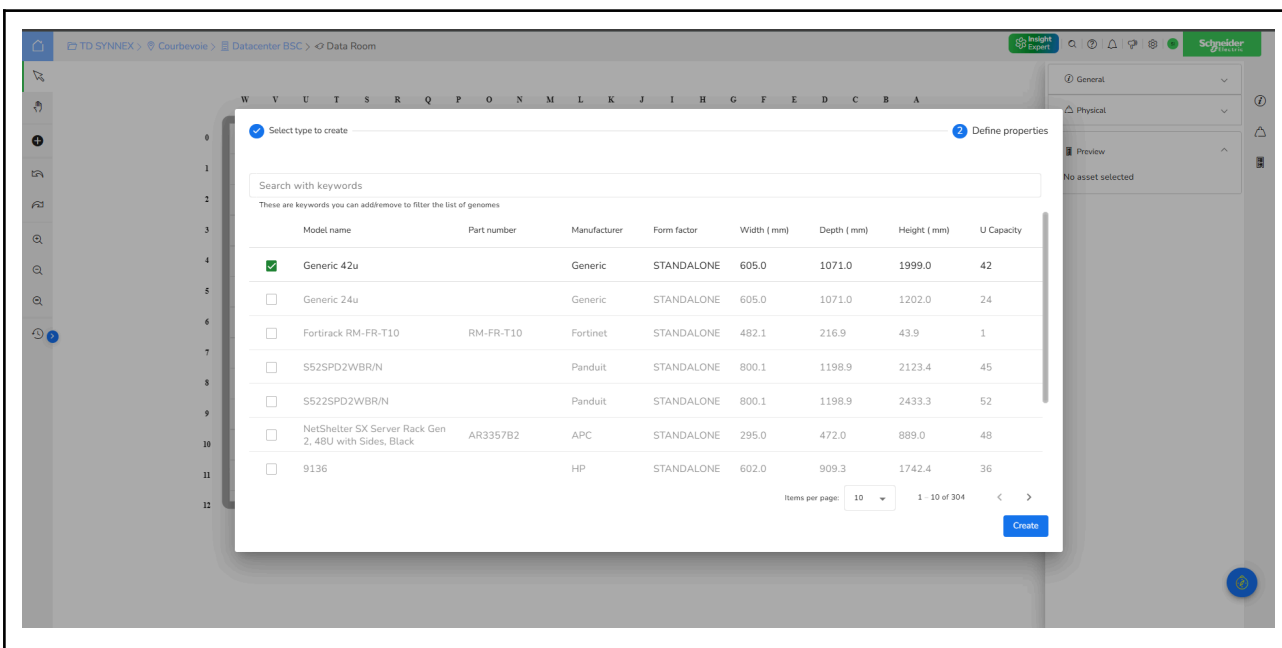 TD SYNNEX > Courbevoie > Datacenter BSC > Data Room
Insight Expert
Schneider Electric
General
Physical
Preview
No asset selected
W V U T S R Q P O N M L K J I H G F E D C B A
0
1
2
3
4
5
6
7
8
9
10
11
12
Select type to create
2 Define properties
Search with keywords
These are keywords you can add/remove to filter the list of genomes
Model name Part number Manufacturer Form factor Width ( mm) Depth ( mm) Height ( mm) U Capacity
Generic 42u Generic STANDALONE 605.0 1071.0 1999.0 42
Generic 24u Generic STANDALONE 605.0 1071.0 1202.0 24
Fortirack RM-FR-T10 RM-FR-T10 Fortinet STANDALONE 482.1 216.9 43.9 1
S52SPD2WBR/N Panduit STANDALONE 800.1 1198.9 2123.4 45
S522SPD2WBR/N Panduit STANDALONE 800.1 1198.9 2433.3 52
NetShelter SX Server Rack Gen
2, 48U with Sides, Black AR3357B2 APC STANDALONE 295.0 472.0 889.0 48
9136 HP STANDALONE 602.0 909.3 1742.4 36
Items per page: 10 1 - 10 of 304
Create